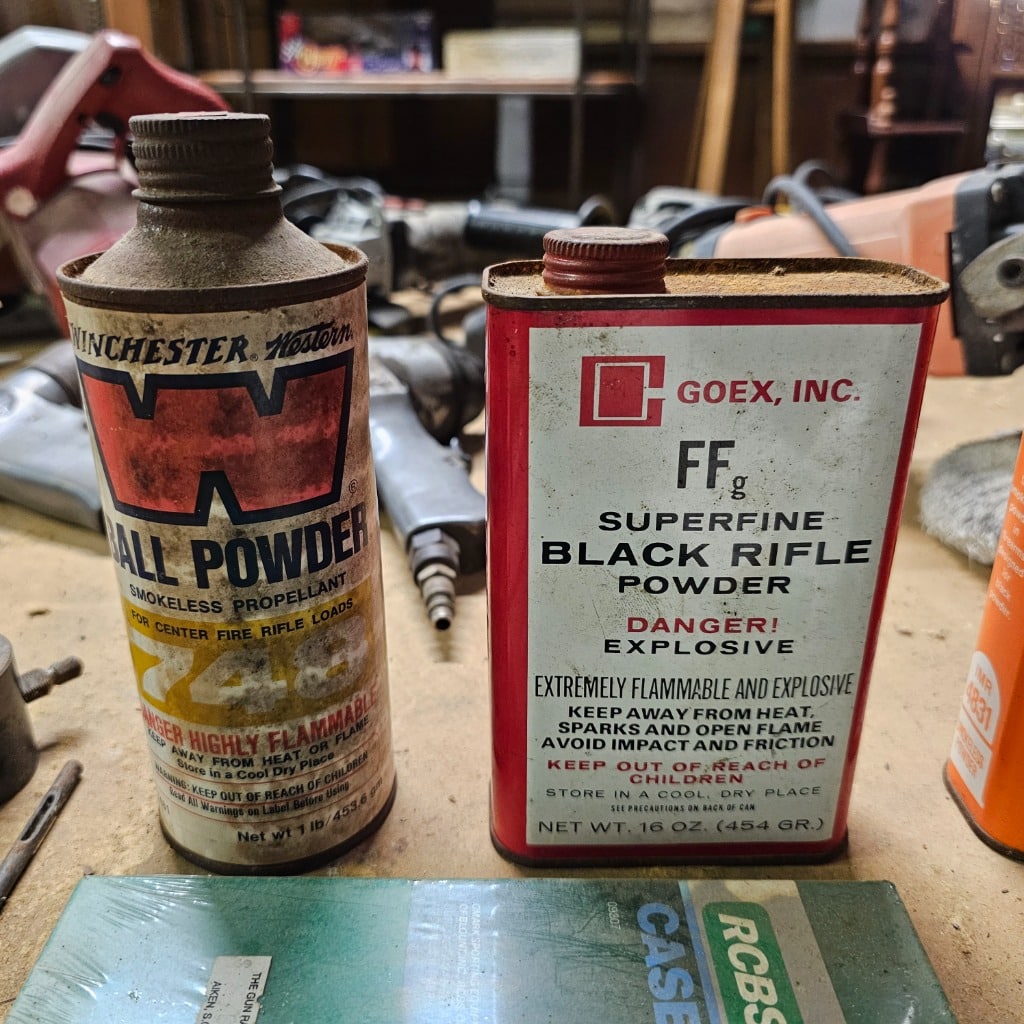 WINCHESTER® Western®
W®
BALL POWDER
SMOKELESS PROPELLANT
FOR CENTER FIRE RIFLE LOADS
748
DANGER HIGHLY FLAMMABLE
KEEP AWAY FROM HEAT OR FLAME
Store in a Cool Dry Place
WARNING: KEEP OUT OF REACH OF CHILDREN
Read All Warnings on Label Before Using
Net wt 1 lb/453.6 gm
GOEX, INC.
FFg
SUPERFINE
BLACK RIFLE
POWDER
DANGER!
EXPLOSIVE
EXTREMELY FLAMMABLE AND EXPLOSIVE
KEEP AWAY FROM HEAT,
SPARKS AND OPEN FLAME
AVOID IMPACT AND FRICTION
KEEP OUT OF REACH OF
CHILDREN
STORE IN A COOL, DRY PLACE
SEE PRECAUTIONS ON BACK OF CAN
NET WT. 16 OZ. (454 GR.)
IMR
4831
RCBS
CASE
THE GUN RA
AIKEN, S.